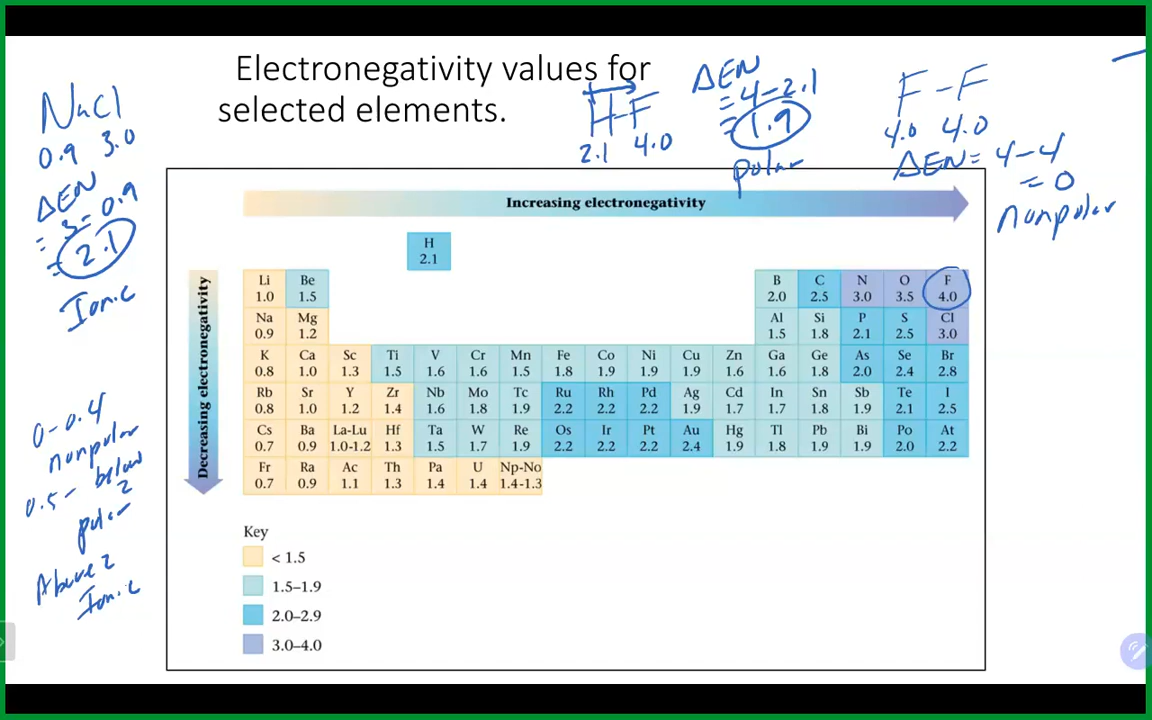 Electronegativity values for
selected elements.
NaCl
0.9 3.0
ΔEN
= 3-0.9
= 2.1
Ionic
H-F
2.1 4.0
ΔEN
= 4-2.1
= 1.9
polar
F-F
4.0 4.0
ΔEN = 4-4
= 0
nonpolar
0-0.4
nonpolar
0.5- below
2
polar
Above 2
Ionic
Increasing electronegativity
Decreasing electronegativity
H
2.1
Li Be B C N O F
1.0 1.5 2.0 2.5 3.0 3.5 4.0
Na Mg Al Si P S Cl
0.9 1.2 1.5 1.8 2.1 2.5 3.0
K Ca Sc Ti V Cr Mn Fe Co Ni Cu Zn Ga Ge As Se Br
0.8 1.0 1.3 1.5 1.6 1.6 1.5 1.8 1.9 1.9 1.9 1.6 1.6 1.8 2.0 2.4 2.8
Rb Sr Y Zr Nb Mo Tc Ru Rh Pd Ag Cd In Sn Sb Te I
0.8 1.0 1.2 1.4 1.6 1.8 1.9 2.2 2.2 2.2 1.9 1.7 1.7 1.8 1.9 2.1 2.5
Cs Ba La-Lu Hf Ta W Re Os Ir Pt Au Hg Tl Pb Bi Po At
0.7 0.9 1.0-1.2 1.3 1.5 1.7 1.9 2.2 2.2 2.2 2.4 1.9 1.8 1.9 1.9 2.0 2.2
Fr Ra Ac Th Pa U Np-No
0.7 0.9 1.1 1.3 1.4 1.4 1.4-1.3
Key
< 1.5
1.5–1.9
2.0–2.9
3.0–4.0